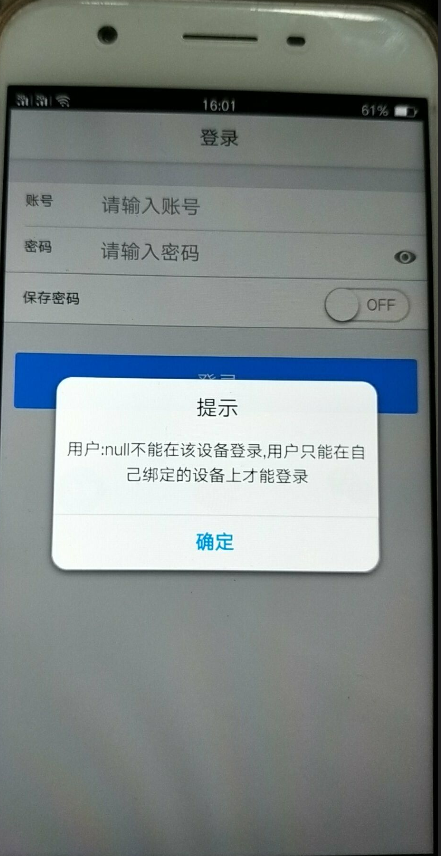 16:01
61%
登录
账号 请输入账号
密码 请输入密码
保存密码 OFF
登录
提示
用户:null不能在该设备登录,用户只能在自
己绑定的设备上才能登录
确定